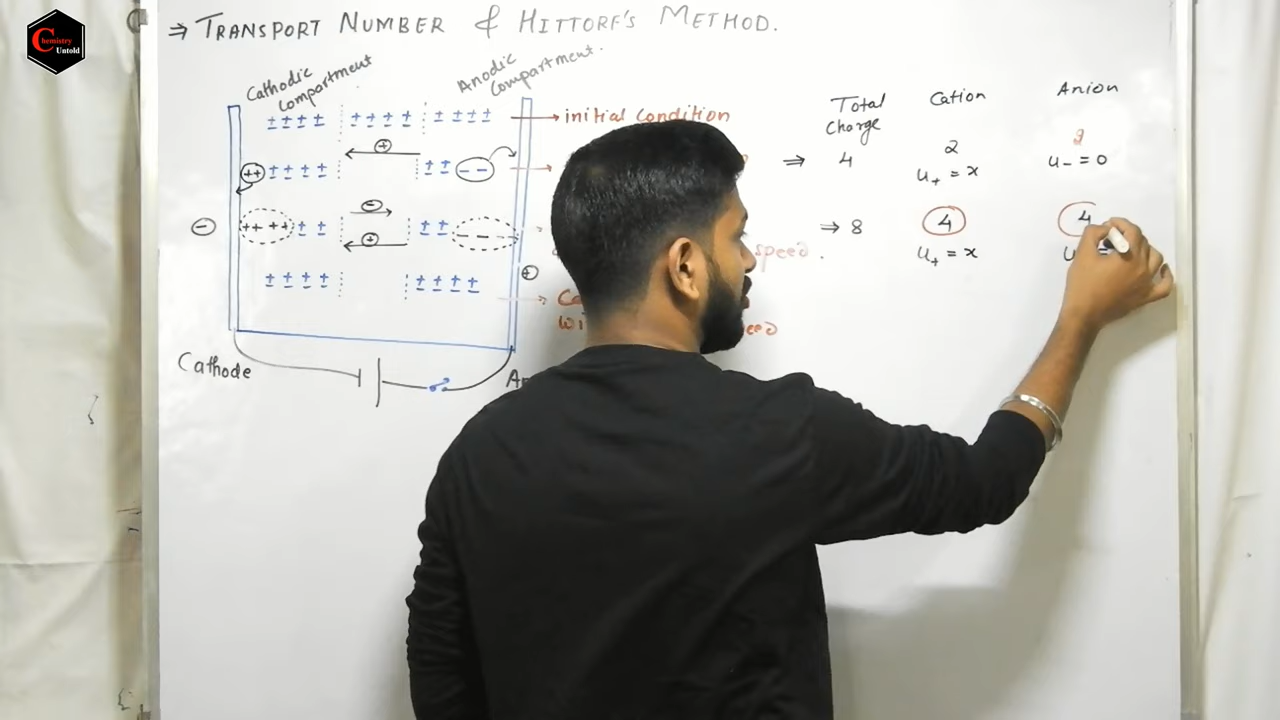 Chemistry
Untold
⇒ TRANSPORT NUMBER & HITTORF'S METHOD.
Cathodic
Compartment
Anodic
Compartment.
± ± ± ± ± ± ± ± ± ± ± ± → initial condition
⊕ ←
++ ± ± ± ± ± ± - -
⇒ 4
⊖ ++ ++ ± ± ⊖ → ± ± - - - -
⊕ ← speed.
⇒ 8
± ± ± ± ± ± ± ± ⊕
Cathode
Total
Charge
Cation
Anion
2
2
u₊ = x
u₋ = 0
4
4
u₊ = x